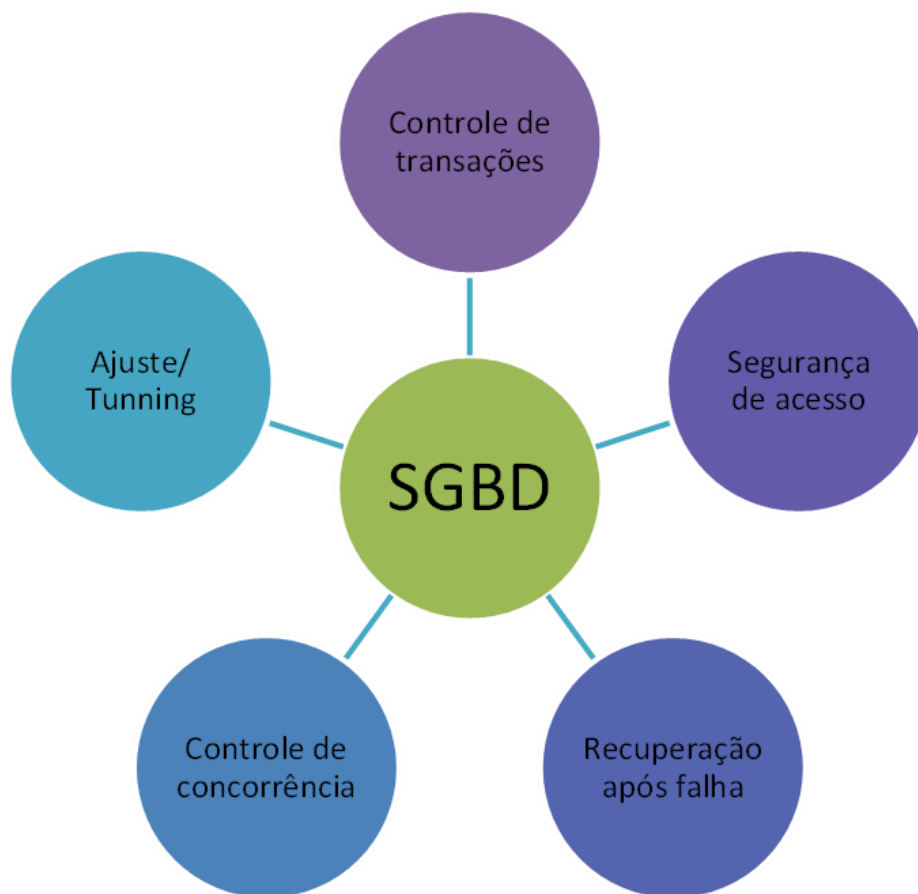 Controle de
transações
Ajuste/
Tunning
Segurança
de acesso
SGBD
Controle de
concorrência
Recuperação
após falha